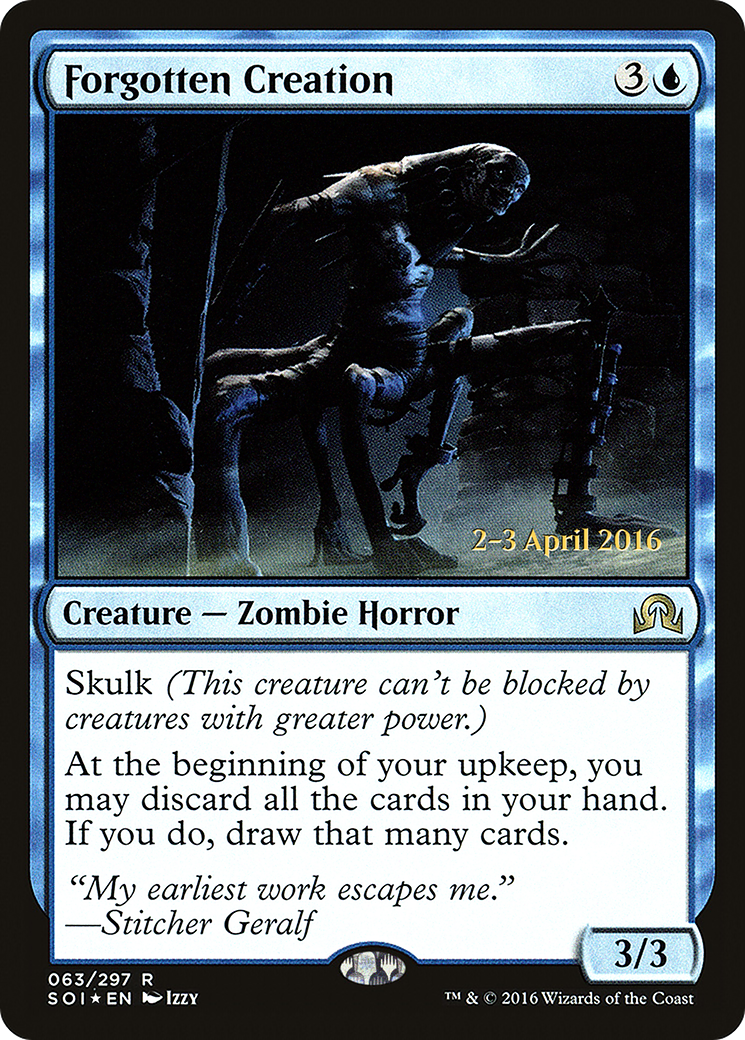 Forgotten Creation
3
2–3 April 2016
Creature — Zombie Horror
Skulk (This creature can't be blocked by
creatures with greater power.)
At the beginning of your upkeep, you
may discard all the cards in your hand.
If you do, draw that many cards.
“My earliest work escapes me.”
—Stitcher Geralf
3/3
063/297 R
SOI★EN Izzy
™ & © 2016 Wizards of the Coast